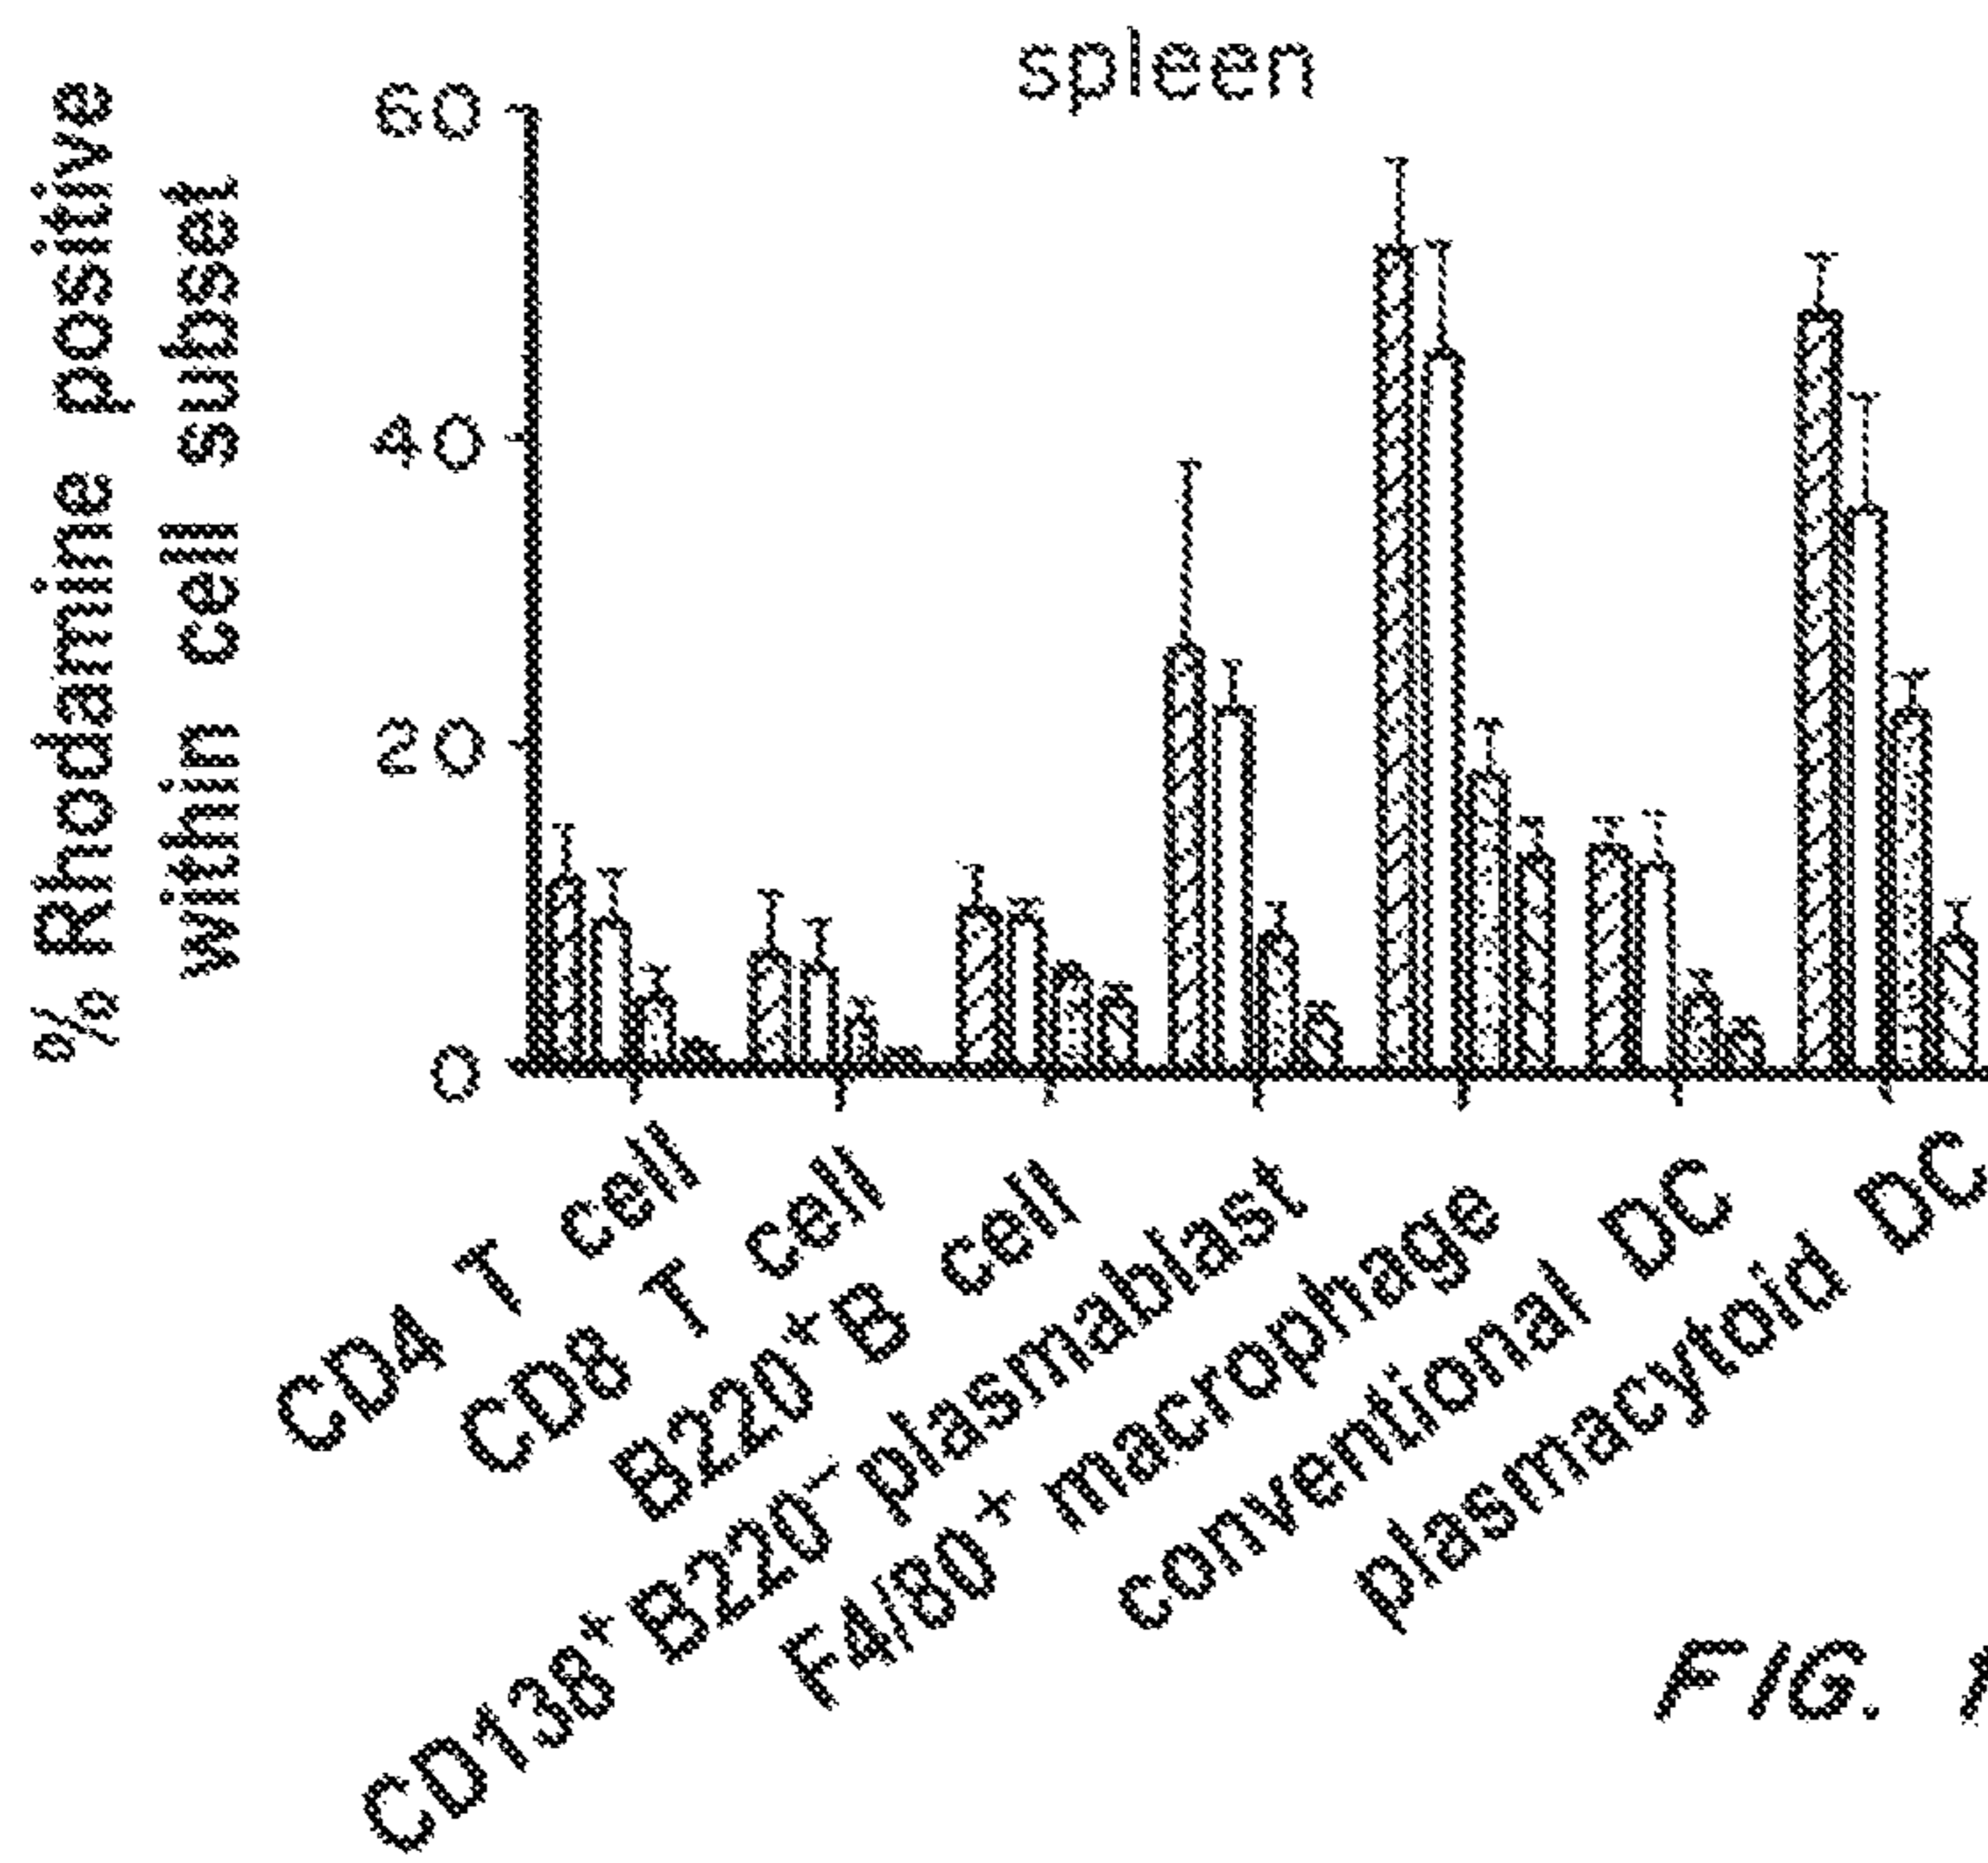 spleen
% Rhodamine positive
within cell subset
60
40
20
0
CD4 T cell
CD8 T cell
B220⁺B cell
CD138⁺B220⁻plasmablast
F4/80⁺ macrophage
conventional DC
plasmacytoid DC
FIG.